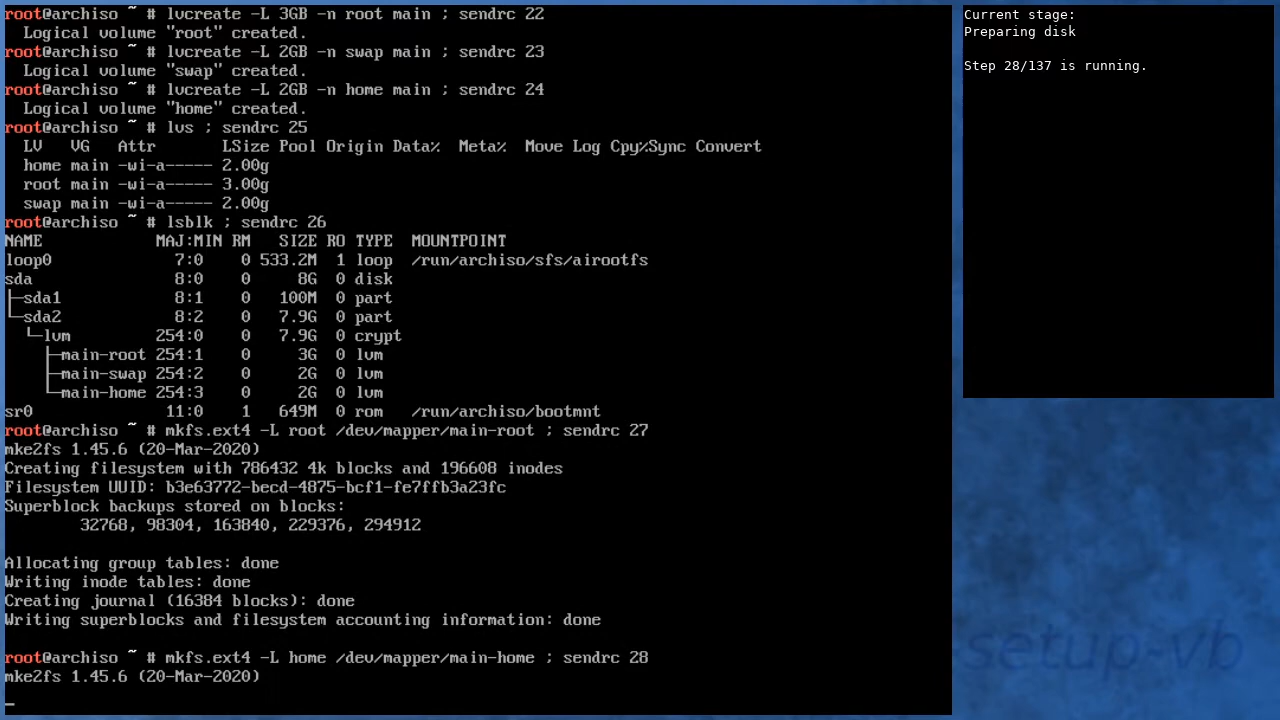 root@archiso ~ # lvcreate -L 3GB -n root main ; sendrc 22
  Logical volume "root" created.
root@archiso ~ # lvcreate -L 2GB -n swap main ; sendrc 23
  Logical volume "swap" created.
root@archiso ~ # lvcreate -L 2GB -n home main ; sendrc 24
  Logical volume "home" created.
root@archiso ~ # lvs ; sendrc 25
  LV   VG   Attr       LSize Pool Origin Data%  Meta%  Move Log Cpy%Sync Convert
  home main -wi-a----- 2.00g
  root main -wi-a----- 3.00g
  swap main -wi-a----- 2.00g
root@archiso ~ # lsblk ; sendrc 26
NAME            MAJ:MIN RM   SIZE RO TYPE  MOUNTPOINT
loop0             7:0    0 533.2M  1 loop  /run/archiso/sfs/airootfs
sda               8:0    0     8G  0 disk
├─sda1            8:1    0   100M  0 part
└─sda2            8:2    0   7.9G  0 part
  └─lvm         254:0    0   7.9G  0 crypt
    ├─main-root 254:1    0     3G  0 lvm
    ├─main-swap 254:2    0     2G  0 lvm
    └─main-home 254:3    0     2G  0 lvm
sr0              11:0    1   649M  0 rom   /run/archiso/bootmnt
root@archiso ~ # mkfs.ext4 -L root /dev/mapper/main-root ; sendrc 27
mke2fs 1.45.6 (20-Mar-2020)
Creating filesystem with 786432 4k blocks and 196608 inodes
Filesystem UUID: b3e63772-becd-4875-bcf1-fe7ffb3a23fc
Superblock backups stored on blocks:
        32768, 98304, 163840, 229376, 294912

Allocating group tables: done
Writing inode tables: done
Creating journal (16384 blocks): done
Writing superblocks and filesystem accounting information: done

root@archiso ~ # mkfs.ext4 -L home /dev/mapper/main-home ; sendrc 28
mke2fs 1.45.6 (20-Mar-2020)
_
Current stage:
Preparing disk

Step 28/137 is running.
setup-vb